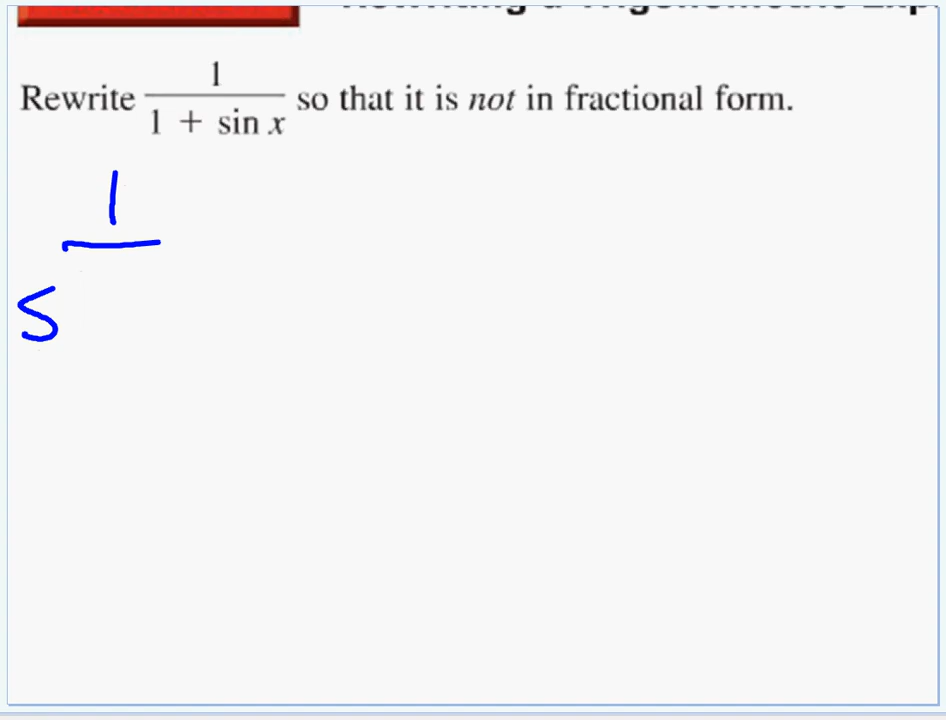 Rewrite 1/(1 + sin x) so that it is not in fractional form.
1
S